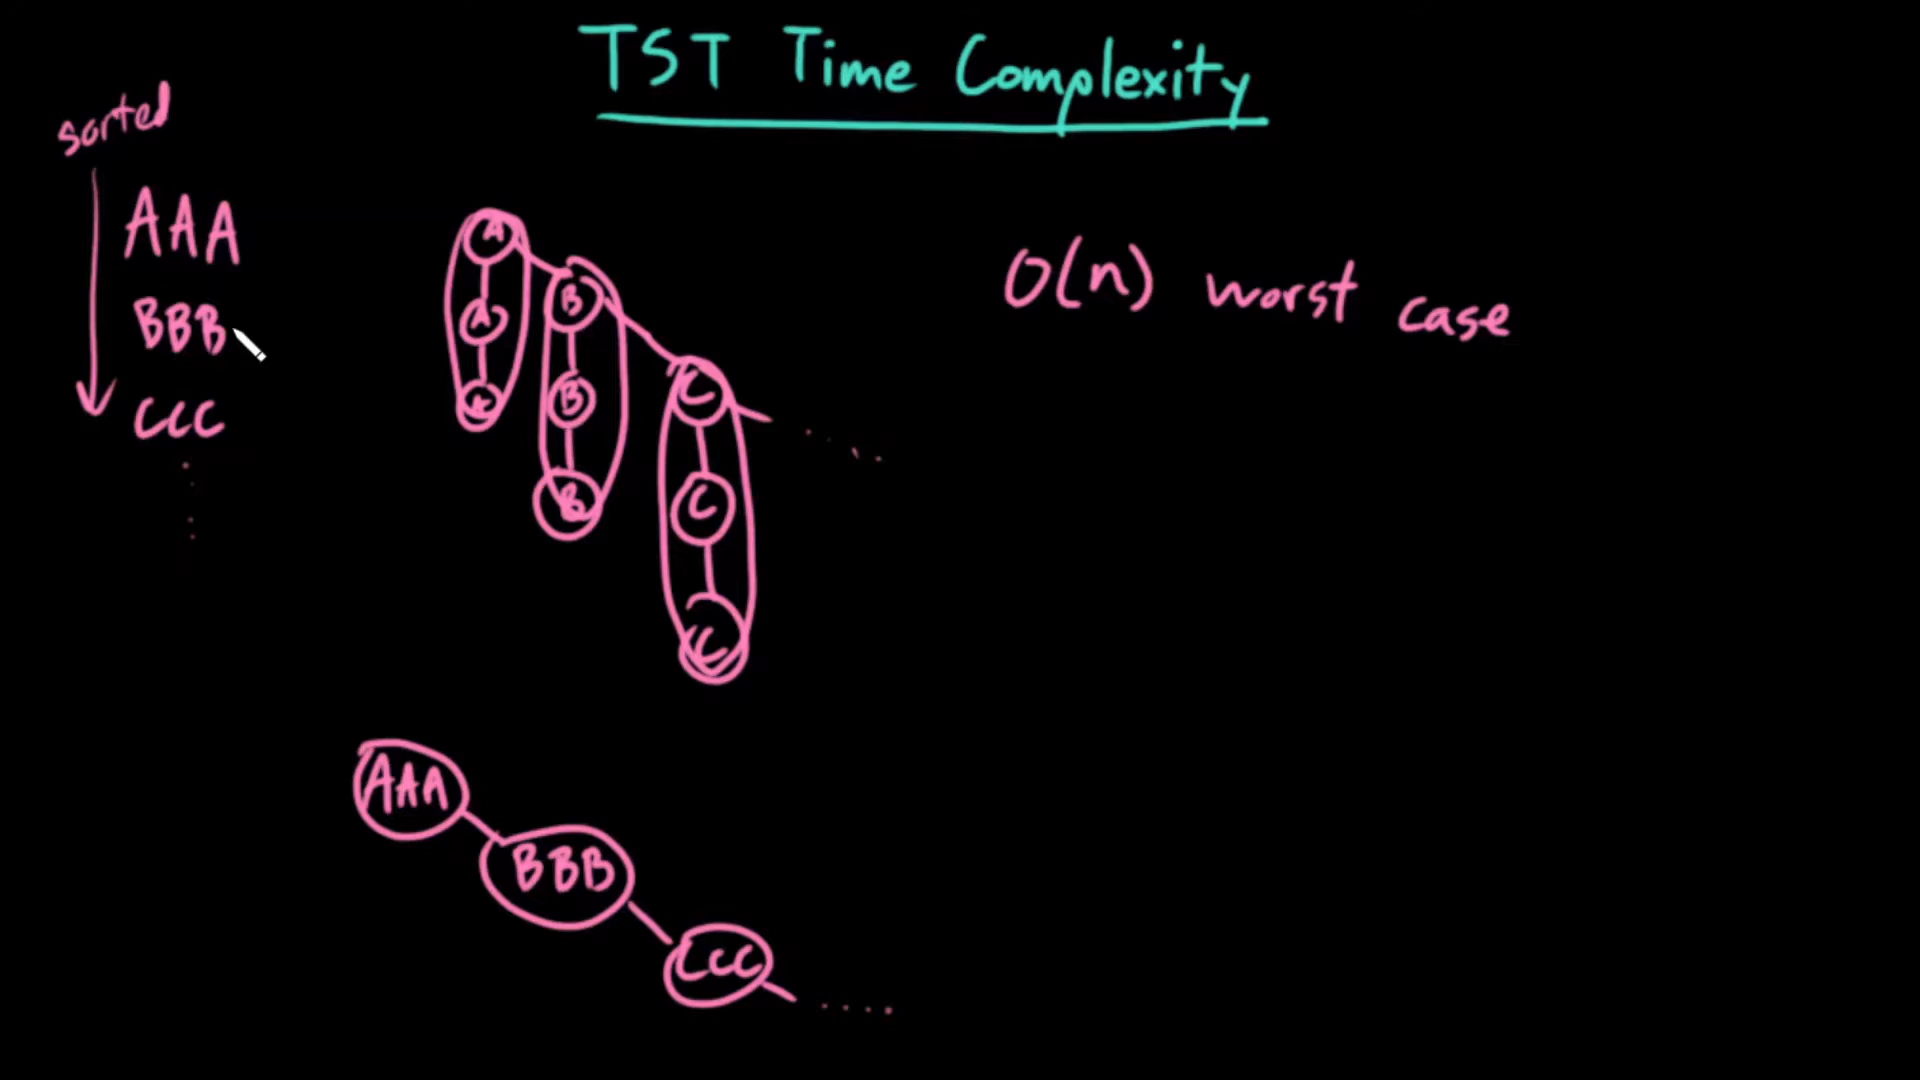 TST Time Complexity
sorted
AAA
BBB
CCC
A
A
A
B
B
B
C
C
C
O(n) worst case
AAA
BBB
CCC